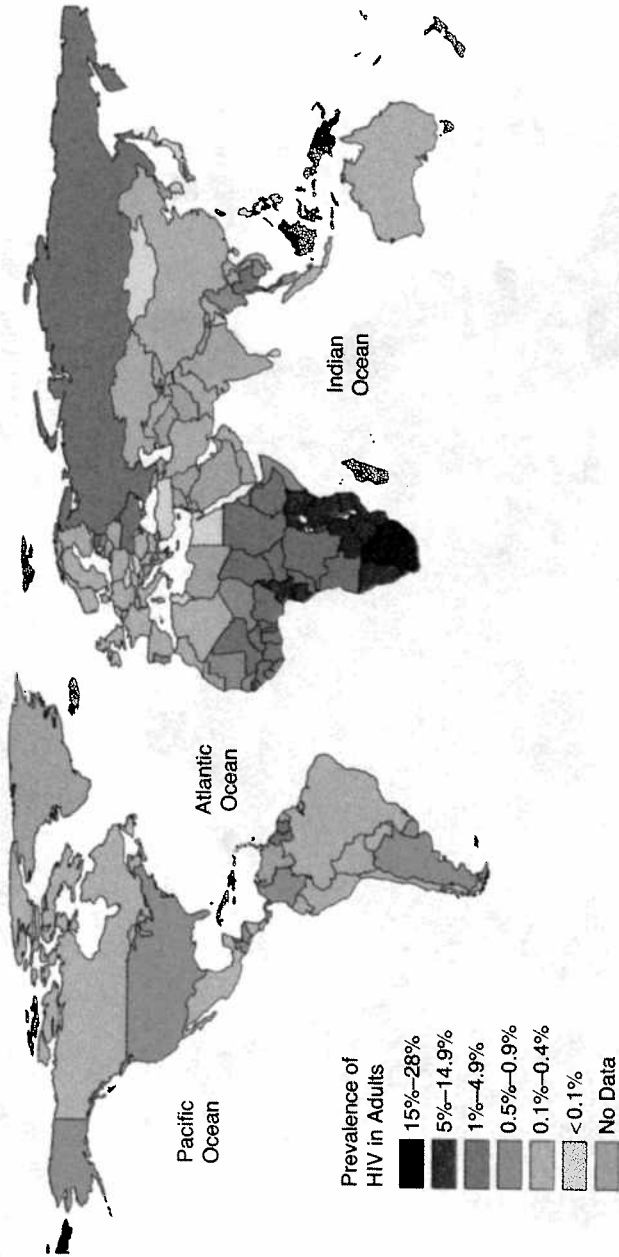 Pacific
Ocean
Atlantic
Ocean
Indian
Ocean
Prevalence of
HIV in Adults
15%–28%
5%–14.9%
1%–4.9%
0.5%–0.9%
0.1%–0.4%
<0.1%
No Data